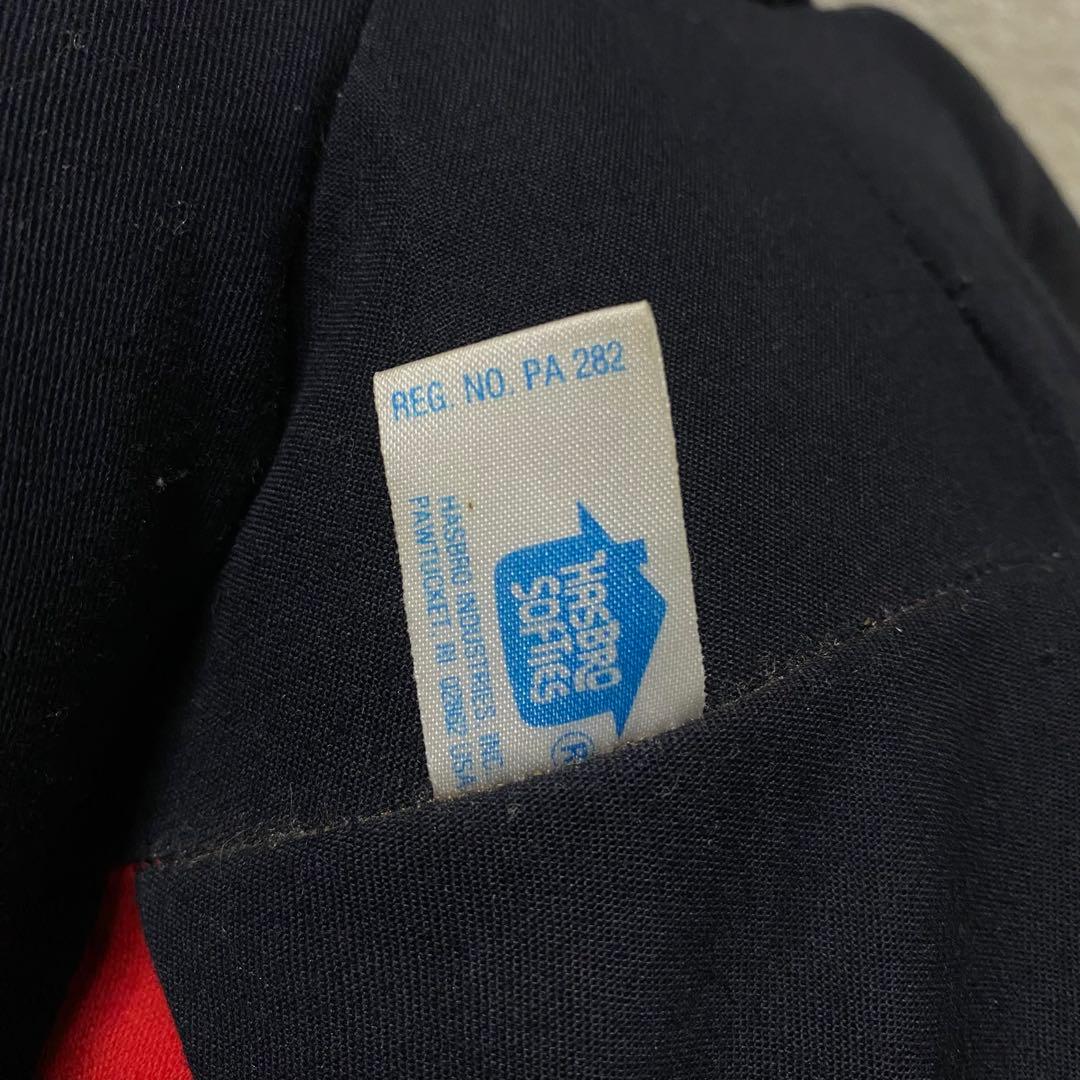 REG. NO. PA 282
HASBRO
SOFTIES
®
HASBRO INDUSTRIES, INC.
PAWTUCKET, RI 02862 USA